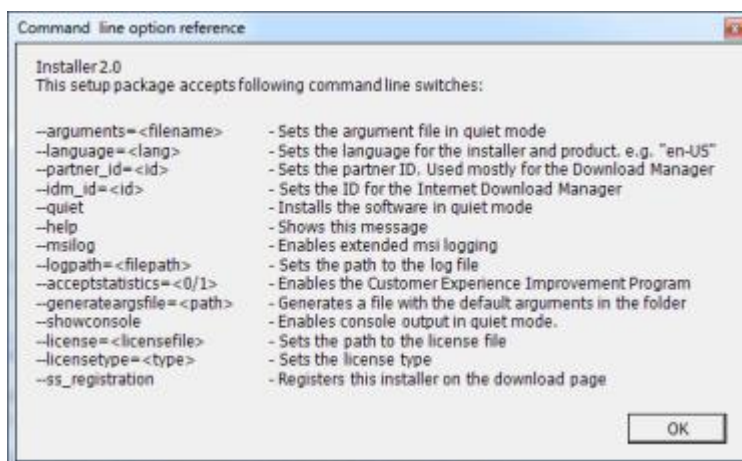 Command line option reference
Installer 2.0
This setup package accepts following command line switches:
--arguments=<filename> - Sets the argument file in quiet mode
--language=<lang> - Sets the language for the installer and product. e.g. "en-US"
--partner_id=<id> - Sets the partner ID. Used mostly for the Download Manager
--idm_id=<id> - Sets the ID for the Internet Download Manager
--quiet - Installs the software in quiet mode
--help - Shows this message
--msilog - Enables extended msi logging
--logpath=<filepath> - Sets the path to the log file
--acceptstatistics=<0/1> - Enables the Customer Experience Improvement Program
--generateargsfile=<path> - Generates a file with the default arguments in the folder
--showconsole - Enables console output in quiet mode.
--license=<licensefile> - Sets the path to the license file
--licensetype=<type> - Sets the license type
--ss_registration - Registers this installer on the download page
OK